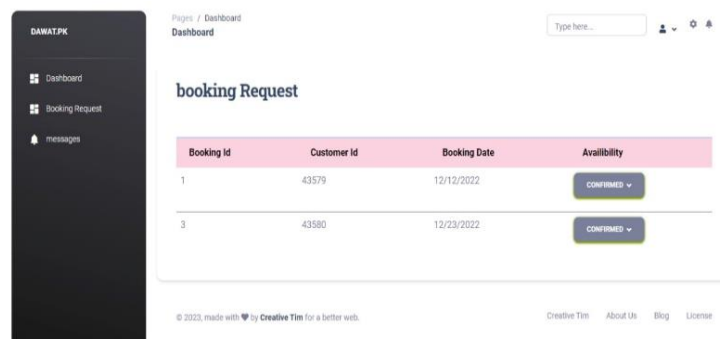 DAWAT.PK
Dashboard
Booking Request
messages
Pages / Dashboard
Dashboard
Type here...
booking Request
Booking Id Customer Id Booking Date Availibility
1 43579 12/12/2022 CONFIRMED
3 43580 12/23/2022 CONFIRMED
© 2023, made with ♥ by Creative Tim for a better web.
Creative Tim About Us Blog License